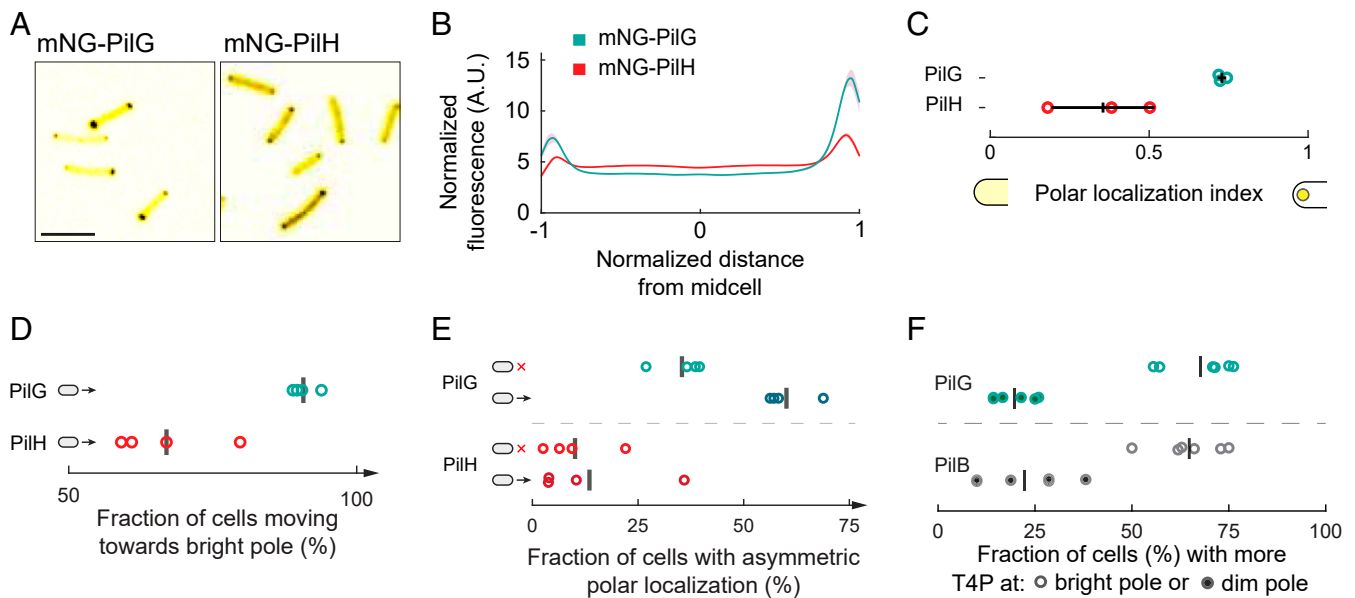 A
mNG-PilG
mNG-PilH
B
mNG-PilG
mNG-PilH
Normalized
fluorescence (A.U.)
15
10
5
0
-1
0
1
Normalized distance
from midcell
C
PilG
PilH
0
0.5
1
Polar localization index
D
PilG
PilH
50
100
Fraction of cells moving
towards bright pole (%)
E
PilG
PilH
0
25
50
75
Fraction of cells with asymmetric
polar localization (%)
F
PilG
PilB
0
25
50
75
100
Fraction of cells (%) with more
T4P at: bright pole or dim pole